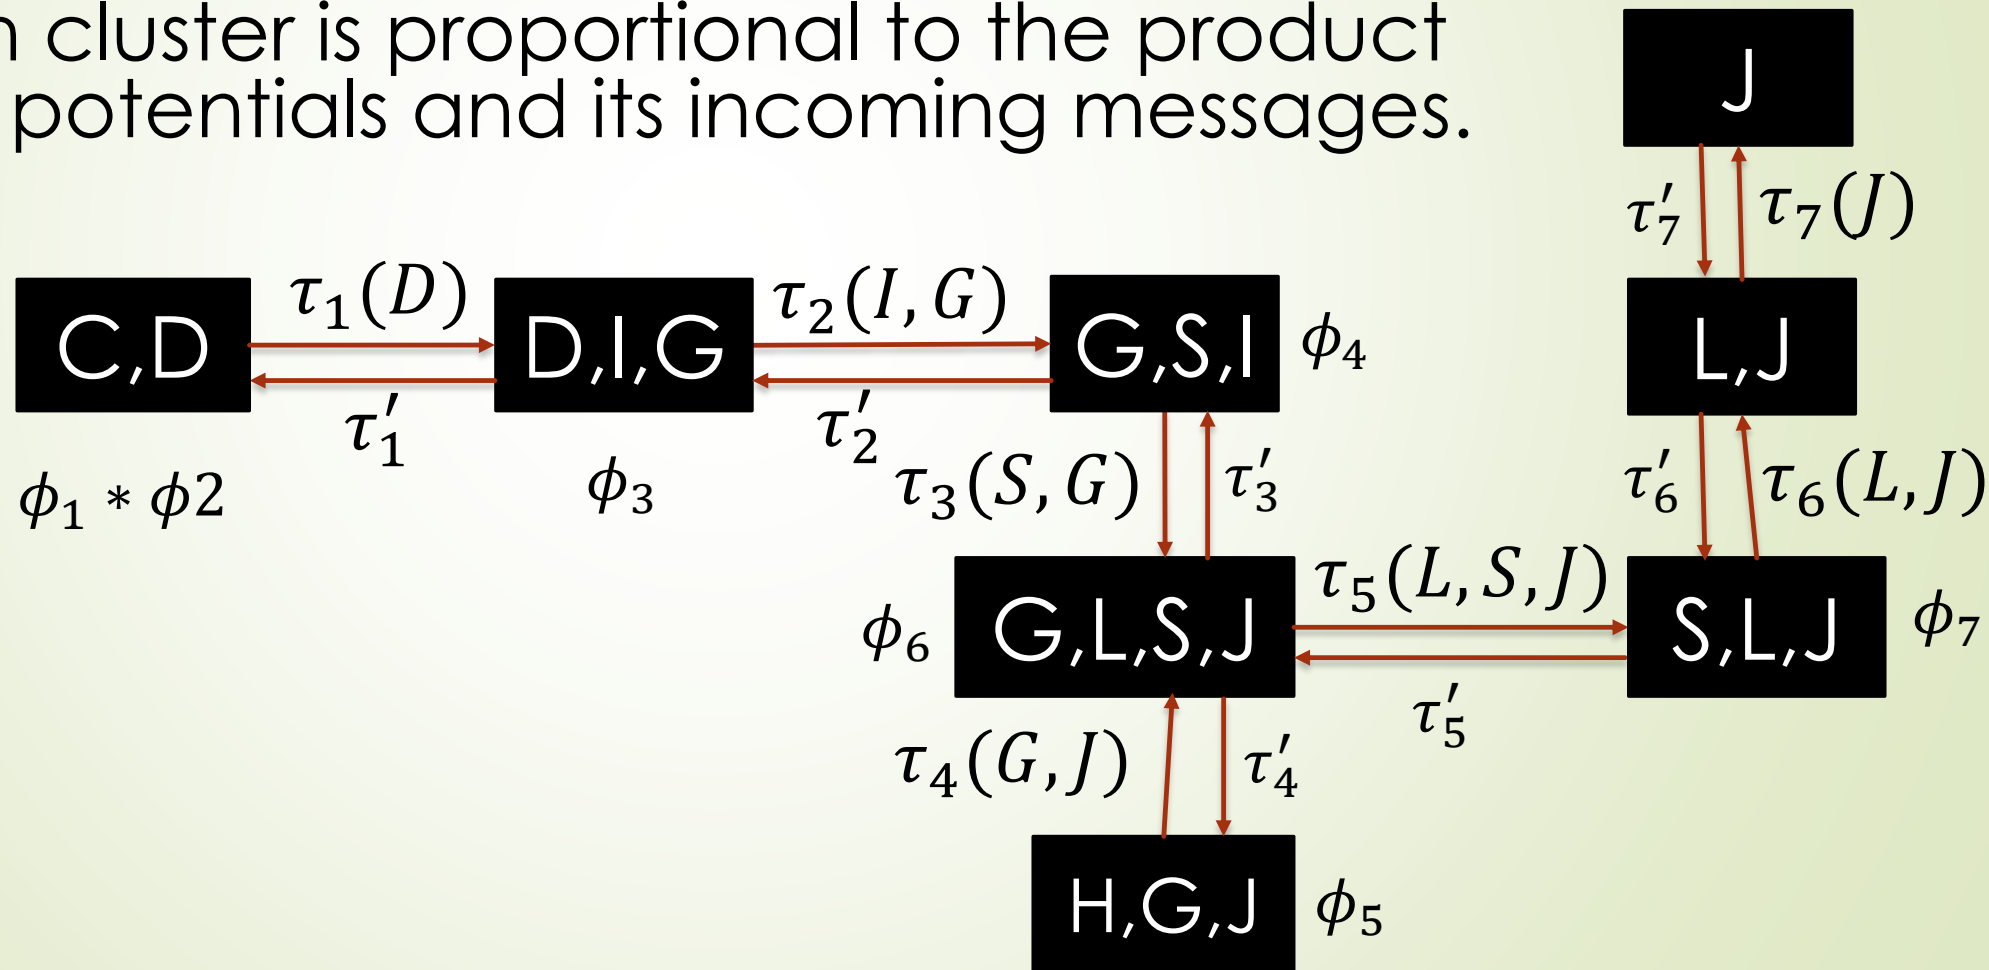 cluster is proportional to the product
potentials and its incoming messages.
J
τ′₇ τ₇(J)
C,D τ₁(D) D,I,G τ₂(I, G) G,S,I ϕ₄ L,J
τ′₁ τ′₂
ϕ₁ ∗ ϕ2 ϕ₃ τ₃(S, G) τ′₃ τ′₆ τ₆(L, J)
ϕ₆ G,L,S,J τ₅(L, S, J) S,L,J ϕ₇
τ′₅
τ₄(G, J) τ′₄
H,G,J ϕ₅